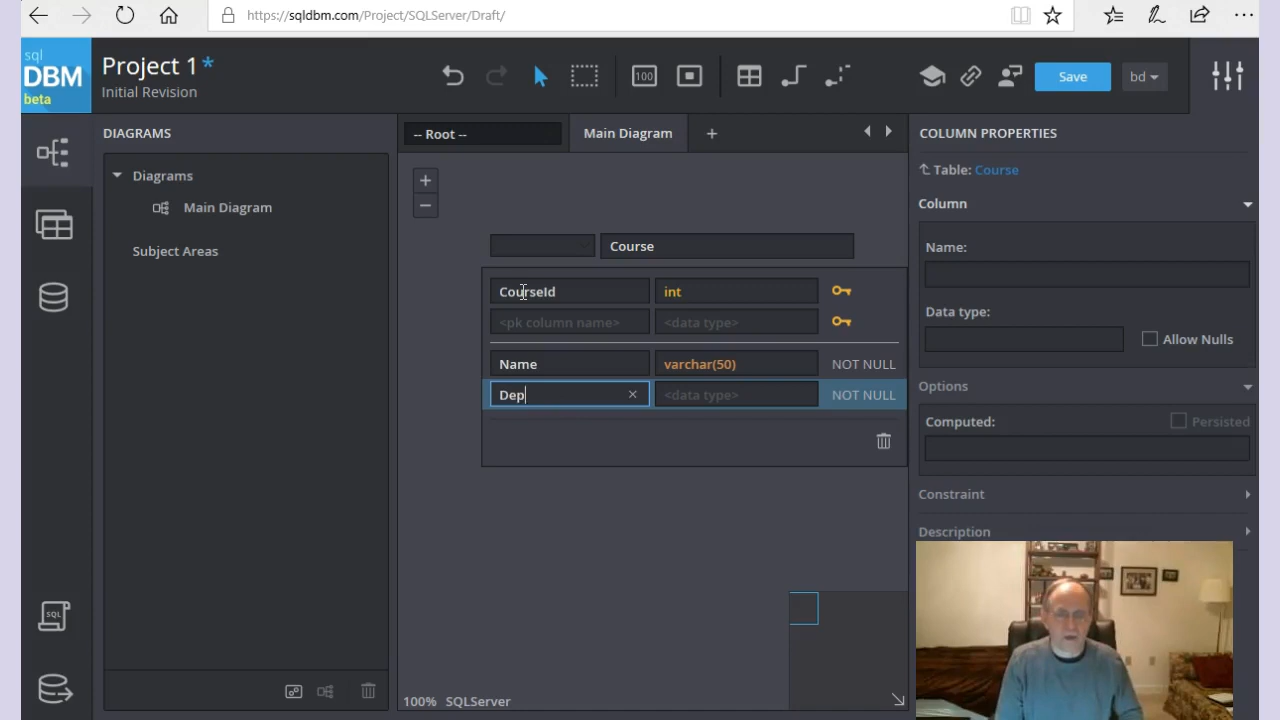 https://sqldbm.com/Project/SQLServer/Draft/
sql
DBM
beta
Project 1*
Initial Revision
100
Save
bd
DIAGRAMS
Diagrams
Main Diagram
Subject Areas
SQL
-- Root --
Main Diagram
+
+
−
Course
CourseId
int
<pk column name>
<data type>
Name
varchar(50)
NOT NULL
Dep
<data type>
NOT NULL
100%
SQLServer
COLUMN PROPERTIES
Table: Course
Column
Name:
Data type:
Allow Nulls
Options
Computed:
Persisted
Constraint
Description